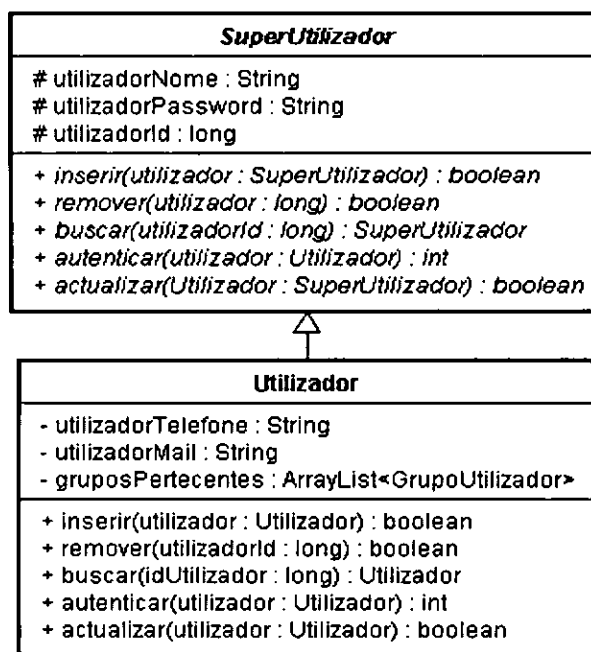 SuperUtilizador
# utilizadorNome : String
# utilizadorPassword : String
# utilizadorId : long
+ inserir(utilizador : SuperUtilizador) : boolean
+ remover(utilizador : long) : boolean
+ buscar(utilizadorId : long) : SuperUtilizador
+ autenticar(utilizador : Utilizador) : int
+ actualizar(Utilizador : SuperUtilizador) : boolean
Utilizador
- utilizadorTelefone : String
- utilizadorMail : String
- gruposPertecentes : ArrayList<GrupoUtilizador>
+ inserir(utilizador : Utilizador) : boolean
+ remover(utilizadorId : long) : boolean
+ buscar(idUtilizador : long) : Utilizador
+ autenticar(utilizador : Utilizador) : int
+ actualizar(utilizador : Utilizador) : boolean